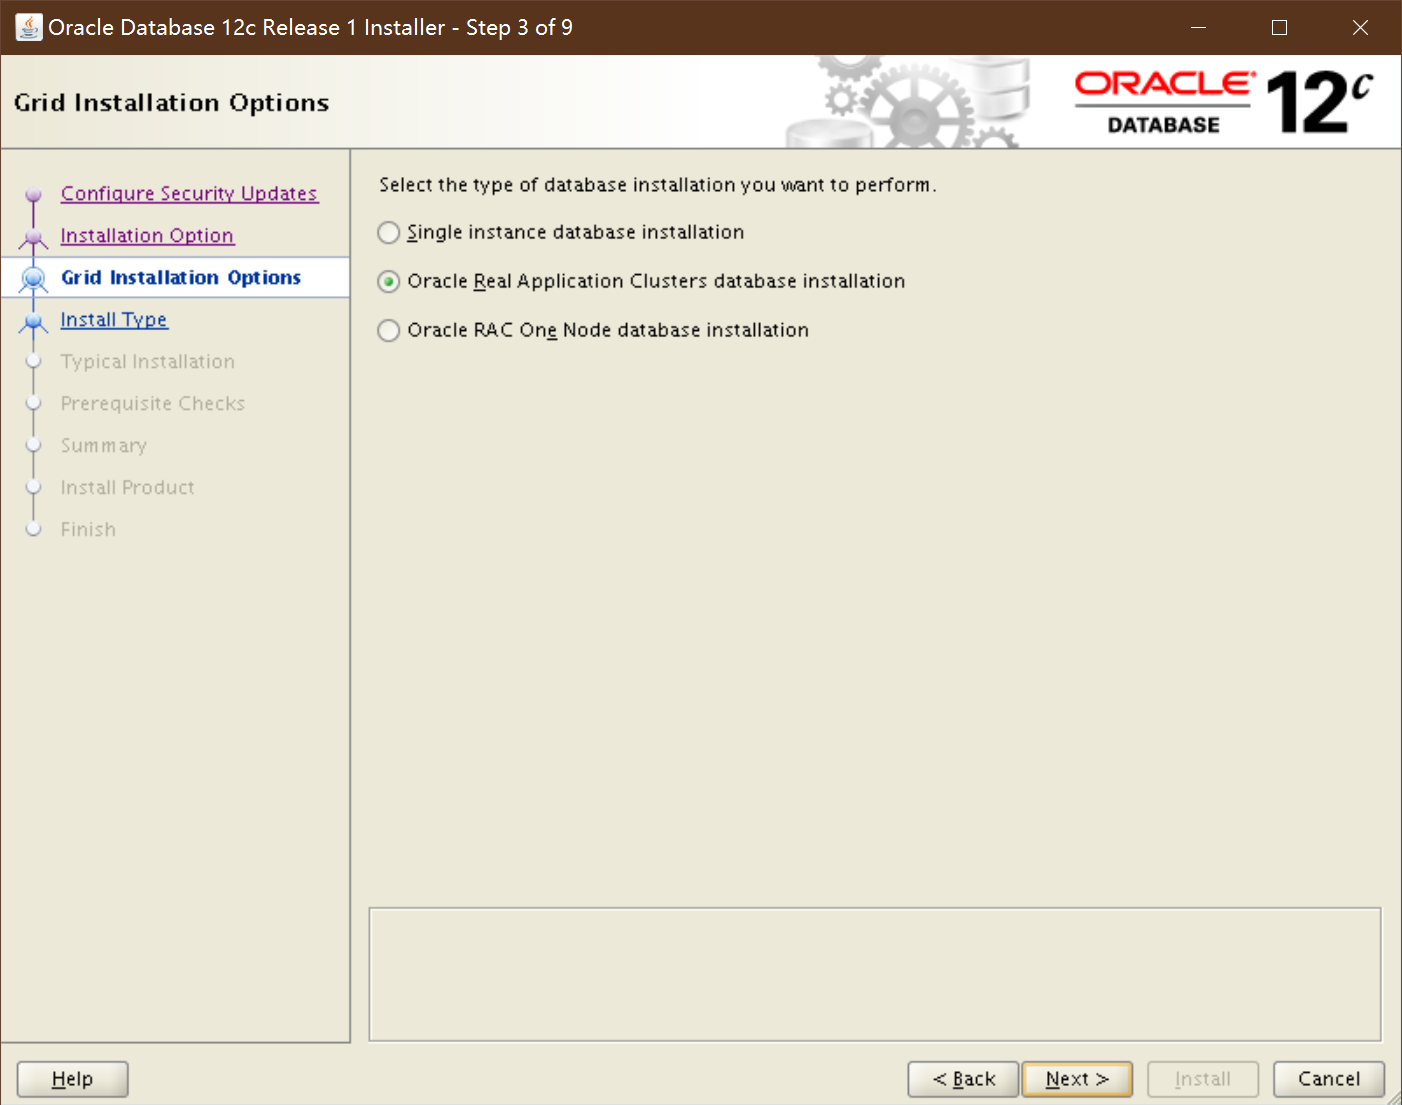 Oracle Database 12c Release 1 Installer - Step 3 of 9
Grid Installation Options
ORACLE®
DATABASE
12c
Configure Security Updates
Installation Option
Grid Installation Options
Install Type
Typical Installation
Prerequisite Checks
Summary
Install Product
Finish
Select the type of database installation you want to perform.
Single instance database installation
Oracle Real Application Clusters database installation
Oracle RAC One Node database installation
Help
< Back
Next >
Install
Cancel